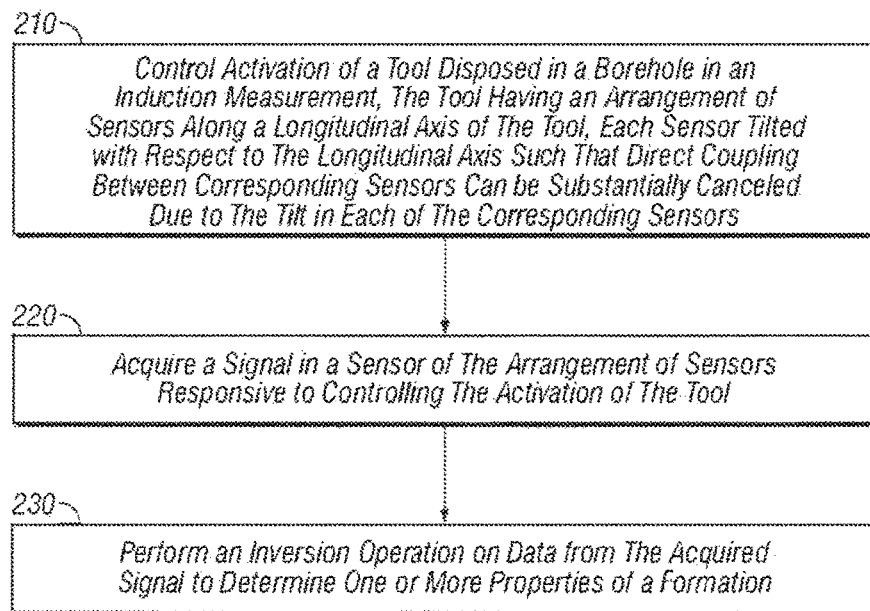 210
Control Activation of a Tool Disposed in a Borehole in an
Induction Measurement, The Tool Having an Arrangement of
Sensors Along a Longitudinal Axis of The Tool, Each Sensor Tilted
with Respect to The Longitudinal Axis Such That Direct Coupling
Between Corresponding Sensors Can be Substantially Canceled
Due to The Tilt in Each of The Corresponding Sensors
220
Acquire a Signal in a Sensor of The Arrangement of Sensors
Responsive to Controlling The Activation of The Tool
230
Perform an Inversion Operation on Data from The Acquired
Signal to Determine One or More Properties of a Formation